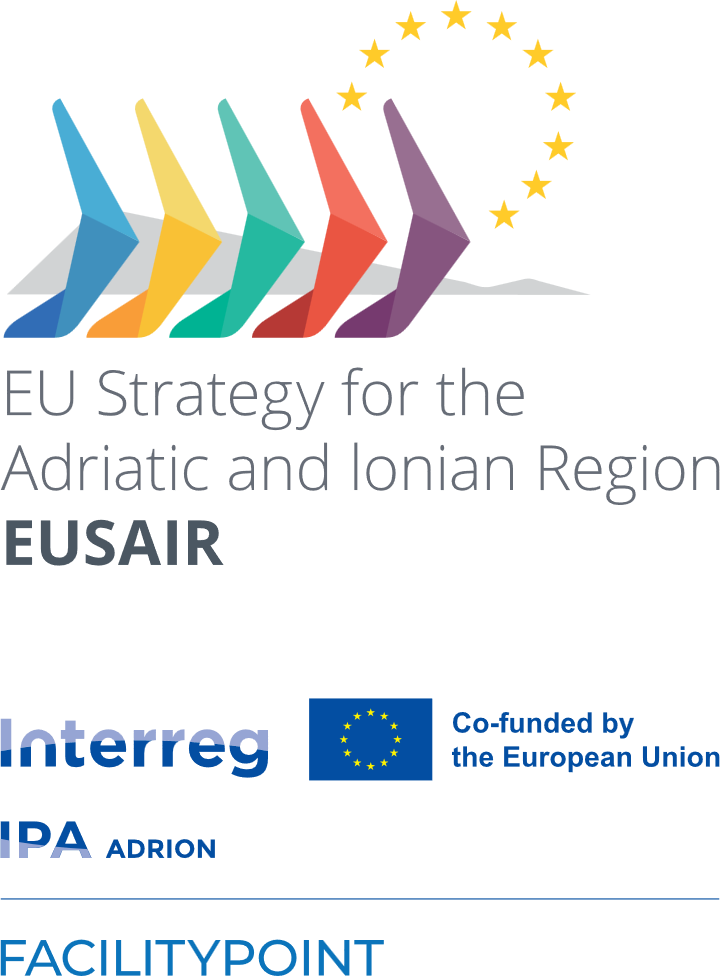 EU Strategy for the
Adriatic and Ionian Region
EUSAIR
Interreg
Co-funded by
the European Union
IPA ADRION
FACILITYPOINT